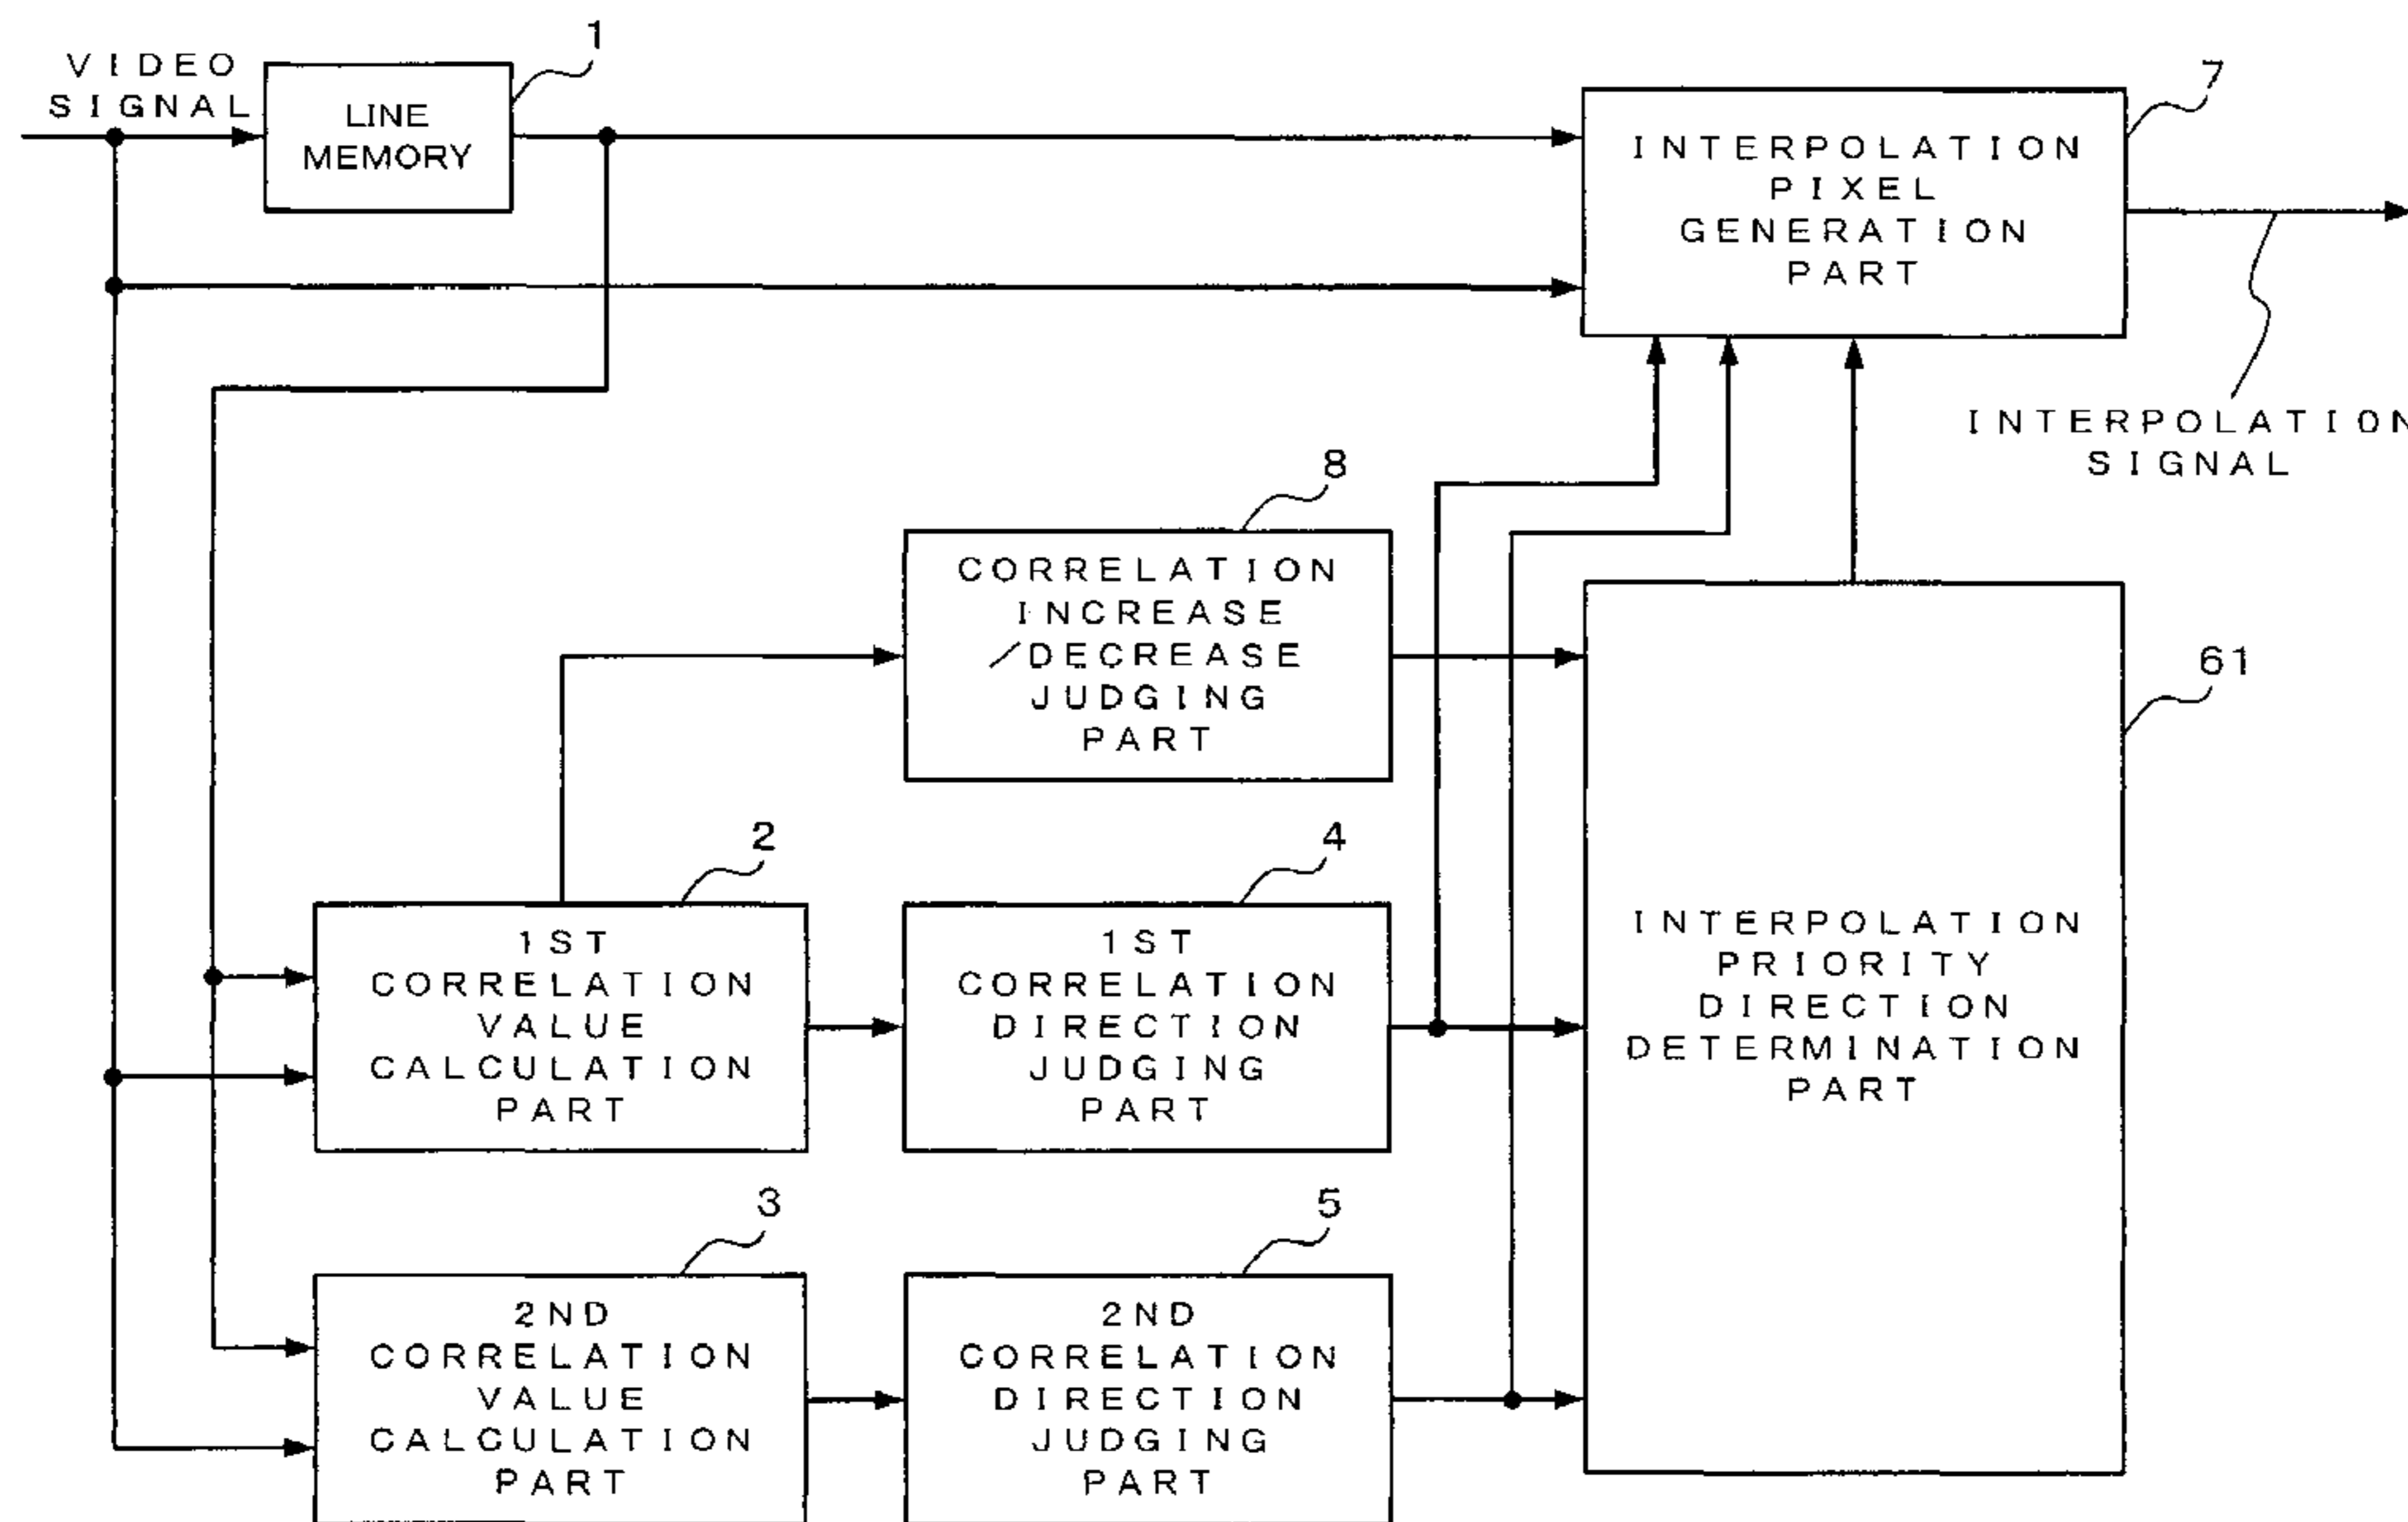 1
VIDEO
SIGNAL
LINE
MEMORY
7
INTERPOLATION
PIXEL
GENERATION
PART
INTERPOLATION
SIGNAL
8
CORRELATION
INCREASE
/DECREASE
JUDGING
PART
61
INTERPOLATION
PRIORITY
DIRECTION
DETERMINATION
PART
2
1ST
CORRELATION
VALUE
CALCULATION
PART
4
1ST
CORRELATION
DIRECTION
JUDGING
PART
3
2ND
CORRELATION
VALUE
CALCULATION
PART
5
2ND
CORRELATION
DIRECTION
JUDGING
PART